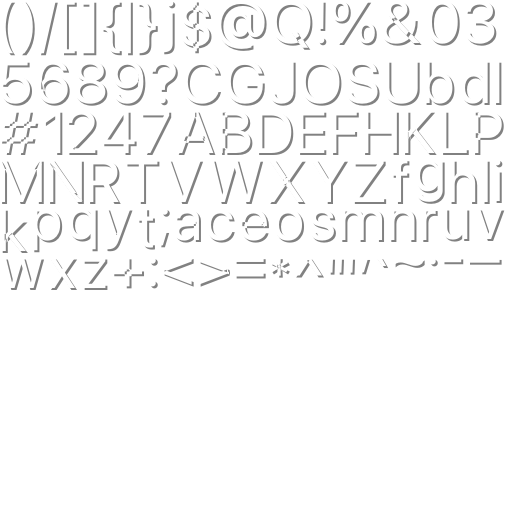 ()/[]{|}j$@Q!%&03
5689?CGJOSUbdl
#1247ABDEFHKLP
MNRTVWXYZfghli
kpqyt;aceosmnruv
wxz+:<>=*^"'^~·--